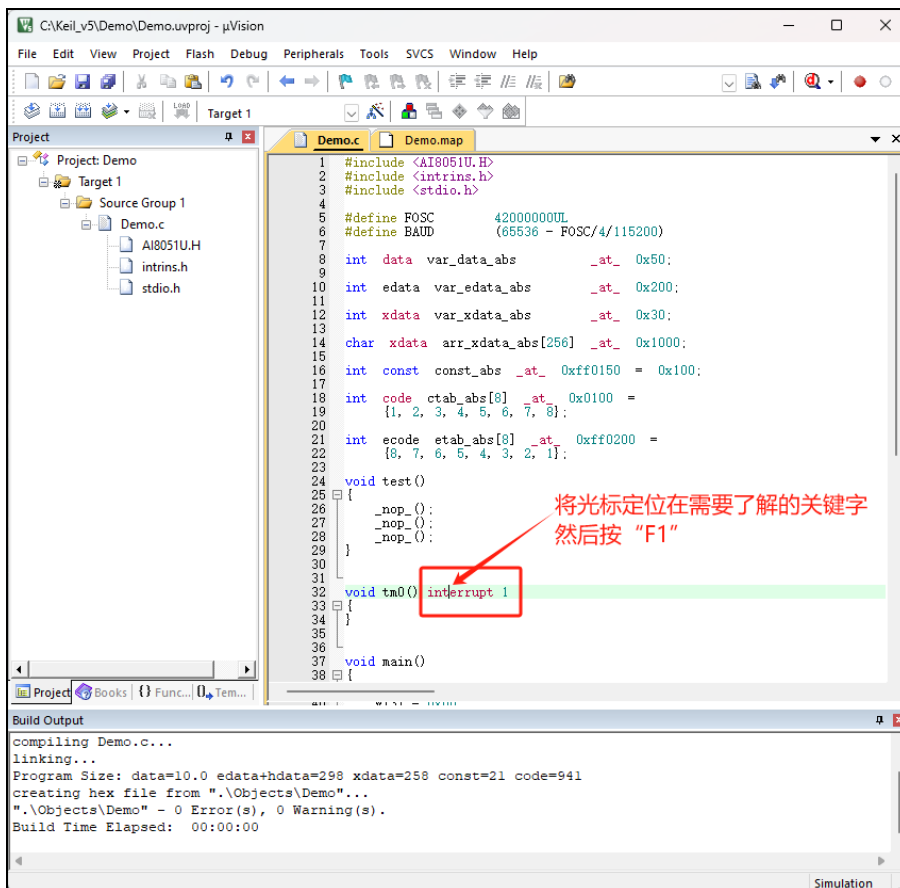 C:\Keil_v5\Demo\Demo.uvproj - µVision
File Edit View Project Flash Debug Peripherals Tools SVCS Window Help
LOAD Target 1
Project
Project: Demo
Target 1
Source Group 1
Demo.c
AI8051U.H
intrins.h
stdio.h
Project Books {} Func... Tem...
Demo.c Demo.map
1 #include <AI8051U.H>
2 #include <intrins.h>
3 #include <stdio.h>
4
5 #define FOSC 42000000UL
6 #define BAUD (65536 - FOSC/4/115200)
7
8 int data var_data_abs _at_ 0x50;
9
10 int edata var_edata_abs _at_ 0x200;
11
12 int xdata var_xdata_abs _at_ 0x30;
13
14 char xdata arr_xdata_abs[256] _at_ 0x1000;
15
16 int const const_abs _at_ 0xff0150 = 0x100;
17
18 int code ctab_abs[8] _at_ 0x0100 =
19 {1, 2, 3, 4, 5, 6, 7, 8};
20
21 int ecode etab_abs[8] _at_ 0xff0200 =
22 {8, 7, 6, 5, 4, 3, 2, 1};
23
24 void test()
25 {
26 _nop_();
27 _nop_();
28 _nop_();
29 }
30
31
32 void tm0() interrupt 1
33 {
34 }
35
36
37 void main()
38 {
将光标定位在需要了解的关键字
然后按“F1”
Build Output
compiling Demo.c...
linking...
Program Size: data=10.0 edata+hdata=298 xdata=258 const=21 code=941
creating hex file from ".\Objects\Demo"...
".\Objects\Demo" - 0 Error(s), 0 Warning(s).
Build Time Elapsed: 00:00:00
Simulation